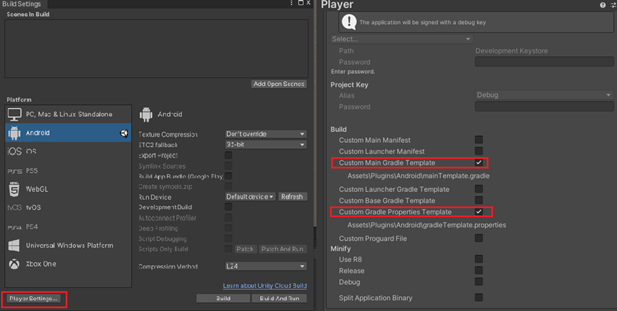 Build Settings
Scenes In Build
Add Open Scenes
Platform
PC, Mac & Linux Standalone
Android
iOS iOS
PS5
WebGL
tvOS tvOS
PS4 PS4
Universal Windows Platform
Xbox One
Android
Texture Compression Don't override
ETC2 fallback 32-bit
Export Project
Symlink Sources
Build App Bundle (Google Play
Create symbols.zip
Run Device Default device Refresh
Development Build
Autoconnect Profiler
Deep Profiling
Script Debugging
Scripts Only Build Patch Patch And Run
Compression Method LZ4
Learn about Unity Cloud Build
Player Settings...
Build
Build And Run
Player
The application will be signed with a debug key
Select...
Path Development Keystore
Password
Enter password.
Project Key
Alias Debug
Password
Build
Custom Main Manifest
Custom Launcher Manifest
Custom Main Gradle Template
Assets\Plugins\Android\mainTemplate.gradle
Custom Launcher Gradle Template
Custom Base Gradle Template
Custom Gradle Properties Template
Assets\Plugins\Android\gradleTemplate.properties
Custom Proguard File
Minify
Use R8
Release
Debug
Split Application Binary